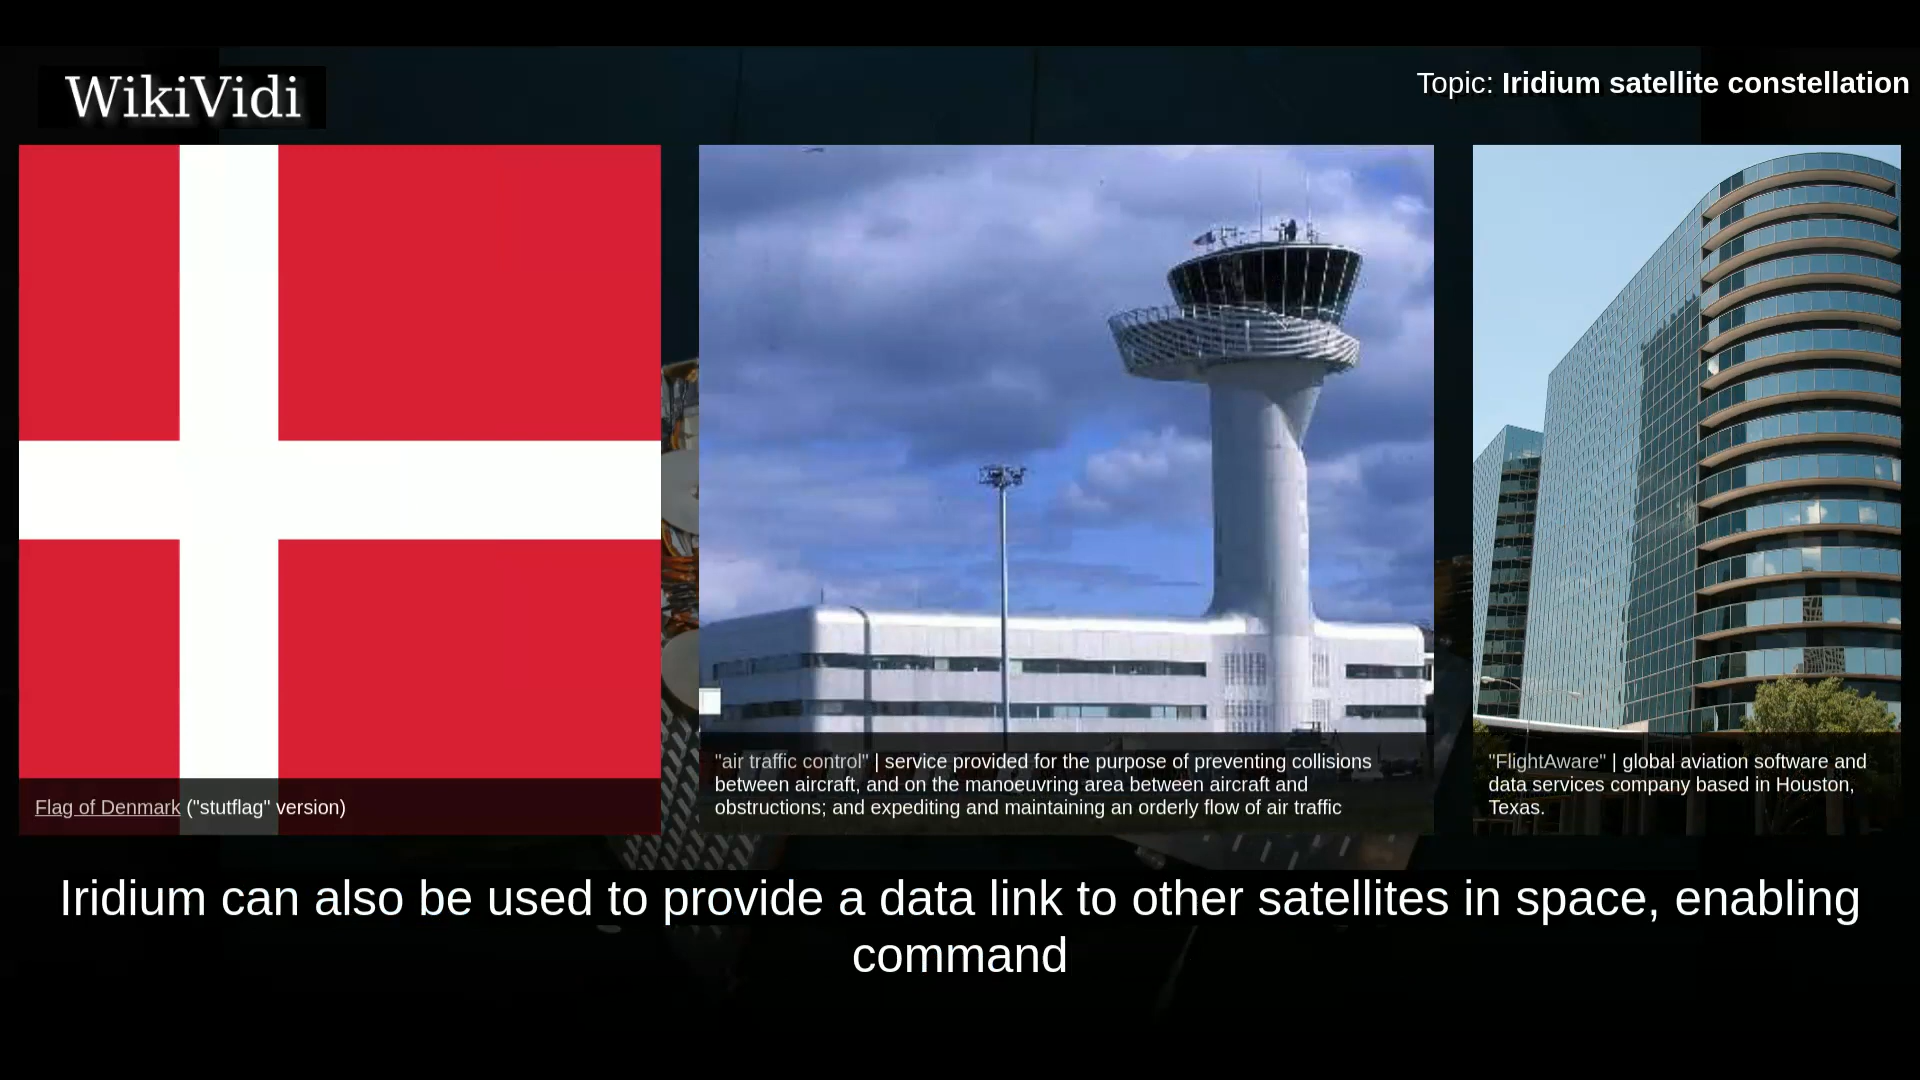 WikiVidi
Topic: Iridium satellite constellation
Flag of Denmark ("stutflag" version)
"air traffic control" | service provided for the purpose of preventing collisions
between aircraft, and on the manoeuvring area between aircraft and
obstructions; and expediting and maintaining an orderly flow of air traffic
"FlightAware" | global aviation software and
data services company based in Houston,
Texas.
Iridium can also be used to provide a data link to other satellites in space, enabling
command